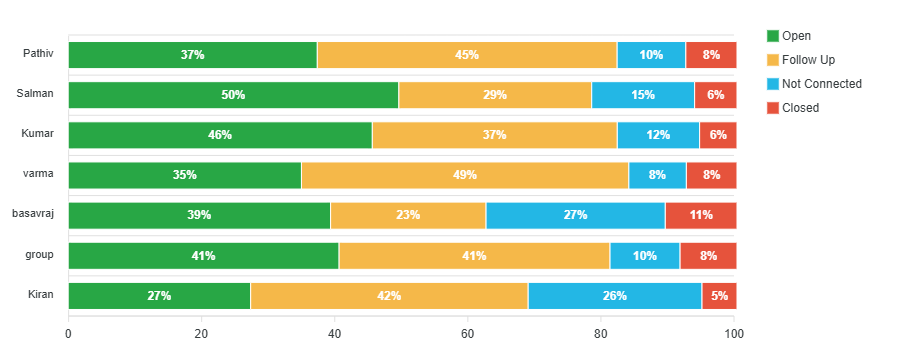 Pathiv 37% 45% 10% 8%
Salman 50% 29% 15% 6%
Kumar 46% 37% 12% 6%
varma 35% 49% 8% 8%
basavraj 39% 23% 27% 11%
group 41% 41% 10% 8%
Kiran 27% 42% 26% 5%
0 20 40 60 80 100
Open
Follow Up
Not Connected
Closed